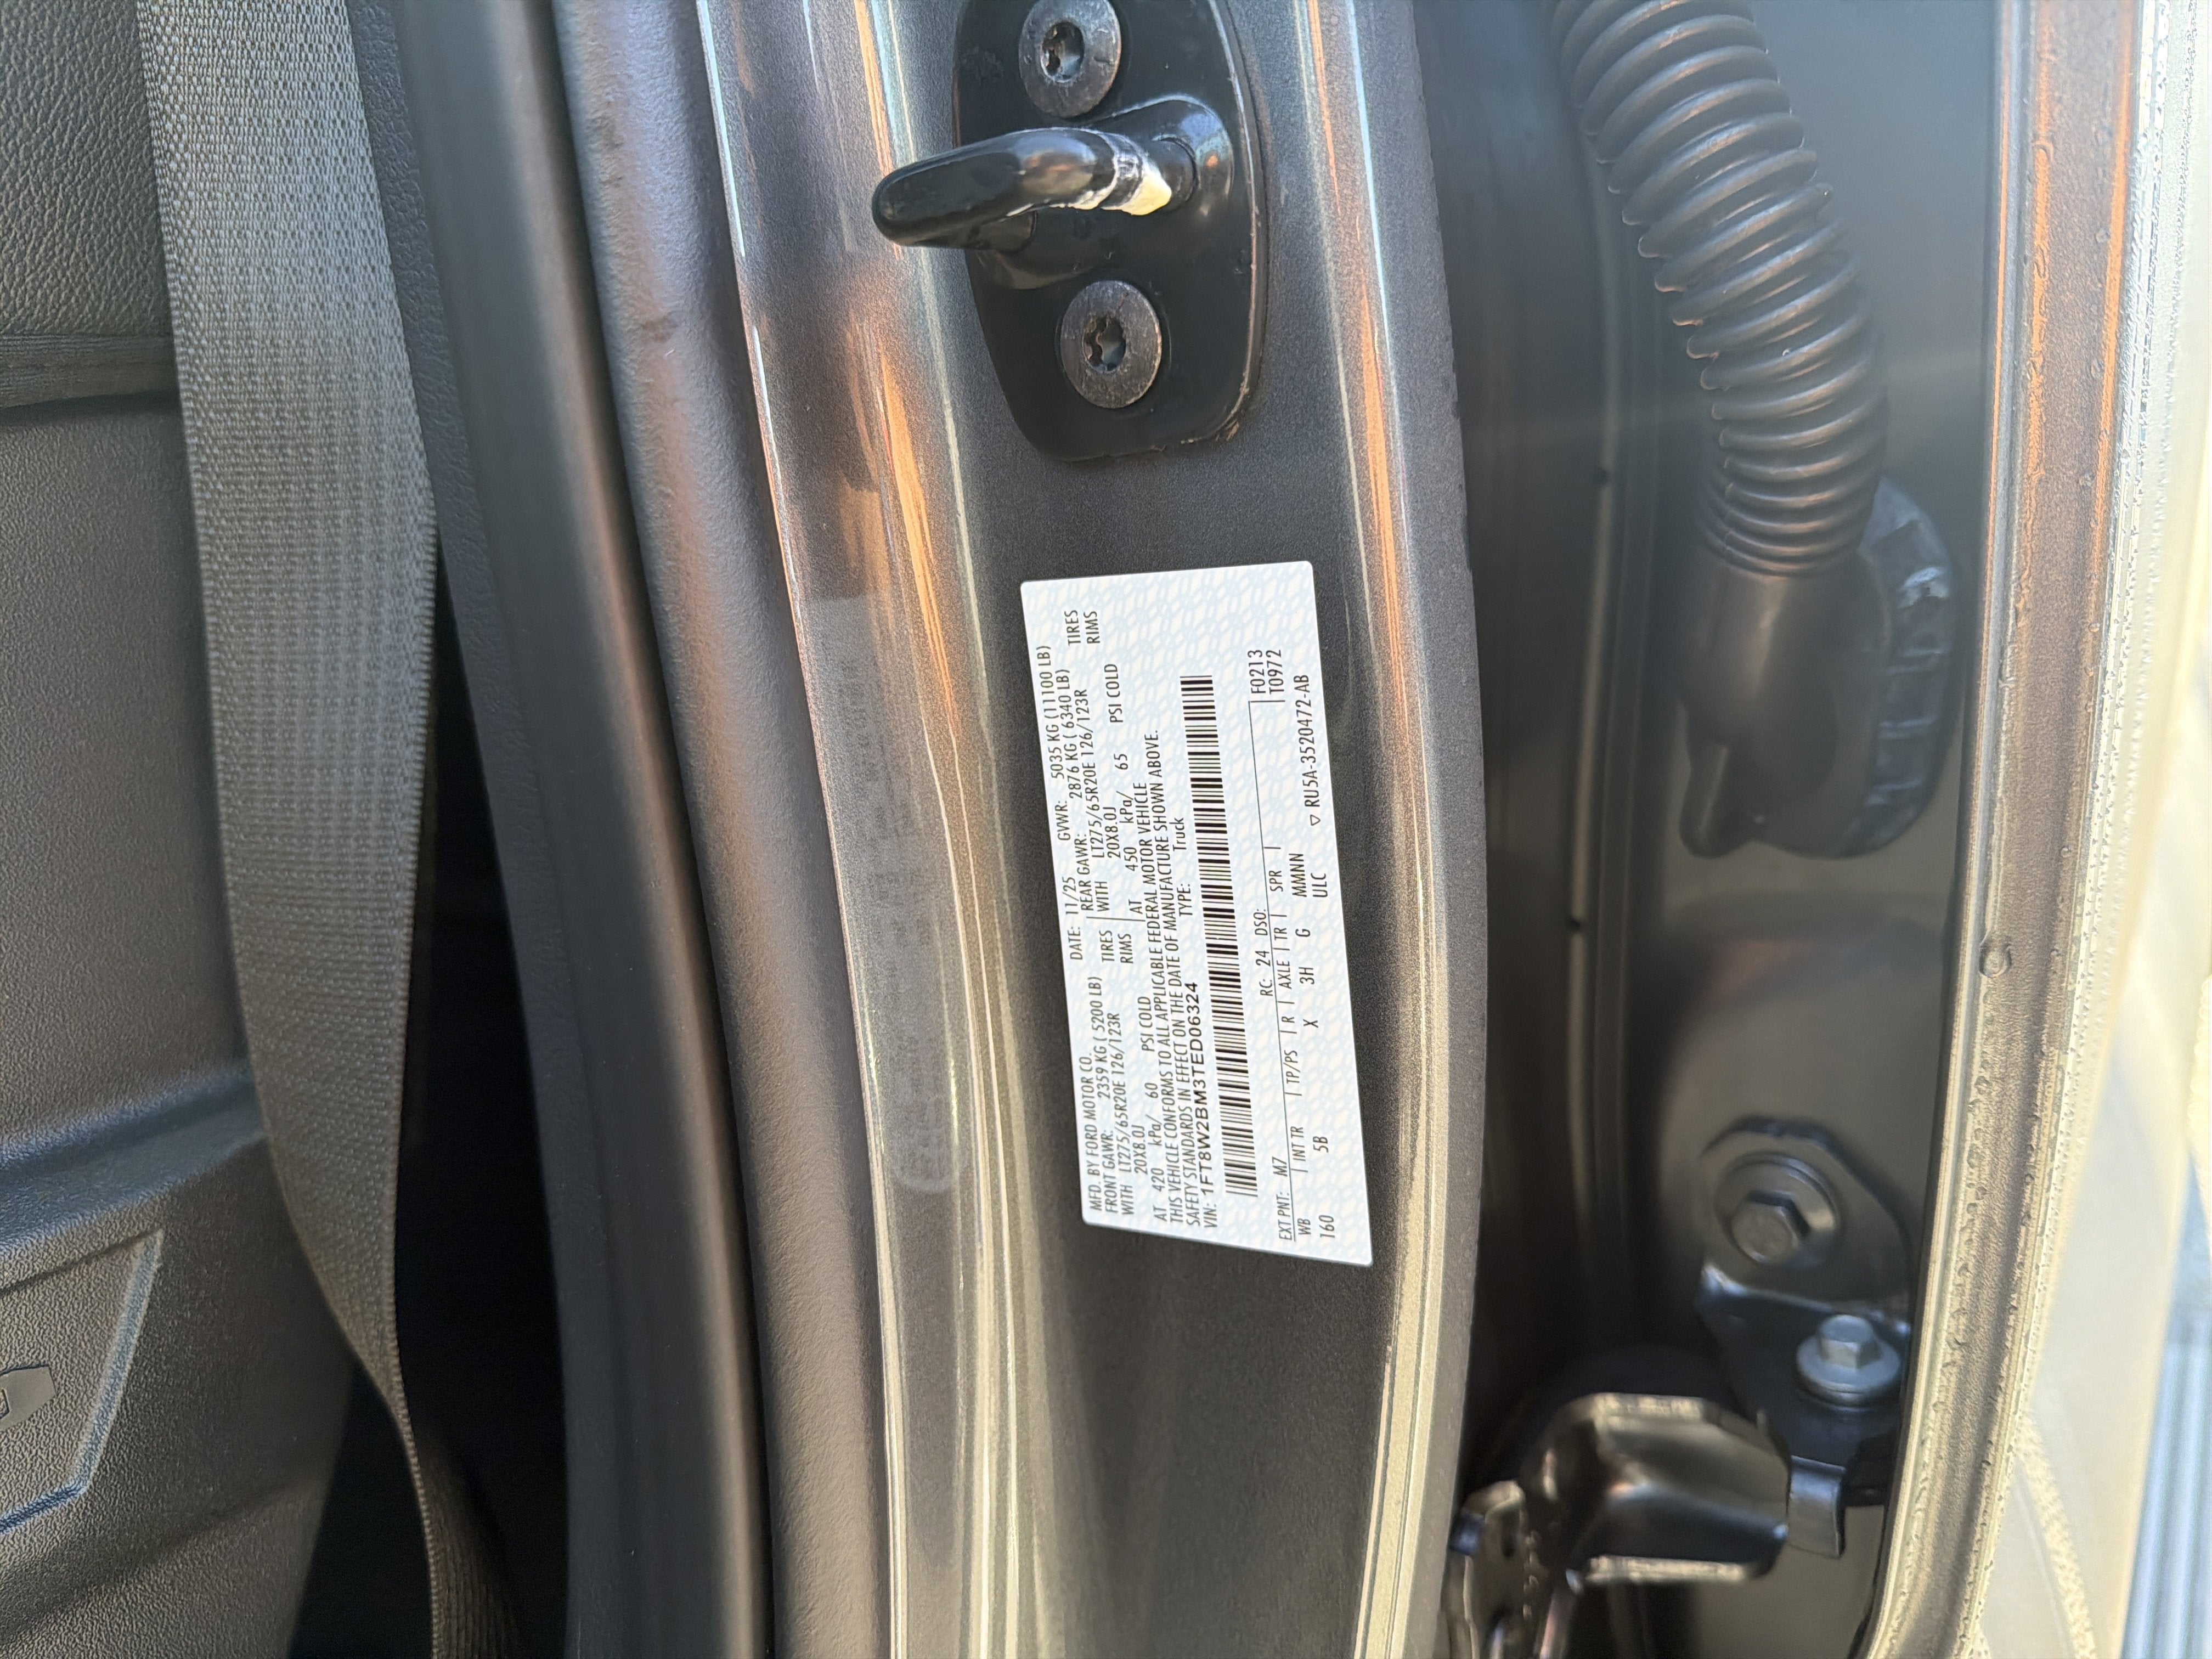 MFD. BY FORD MOTOR CO. DATE: 11/25 GVWR: 5035 KG (11100 LB)
FRONT GAWR: 2359 KG ( 5200 LB) REAR GAWR: 2876 KG ( 6340 LB)
WITH LT275/65R20E 126/123R TIRES WITH LT275/65R20E 126/123R TIRES
20X8.0J RIMS 20X8.0J RIMS
AT 420 kPa/ 60 PSI COLD AT 450 kPa/ 65 PSI COLD
THIS VEHICLE CONFORMS TO ALL APPLICABLE FEDERAL MOTOR VEHICLE
SAFETY STANDARDS IN EFFECT ON THE DATE OF MANUFACTURE SHOWN ABOVE.
VIN: 1FT8W2BM3TED06324 TYPE: Truck
F0213
EXT PNT: M7 RC: 24 DSO: T0972
WB INT TR TP/PS R AXLE TR SPR
160 5B X 3H G MMNN
ULC ▽ RU5A-3520472-AB